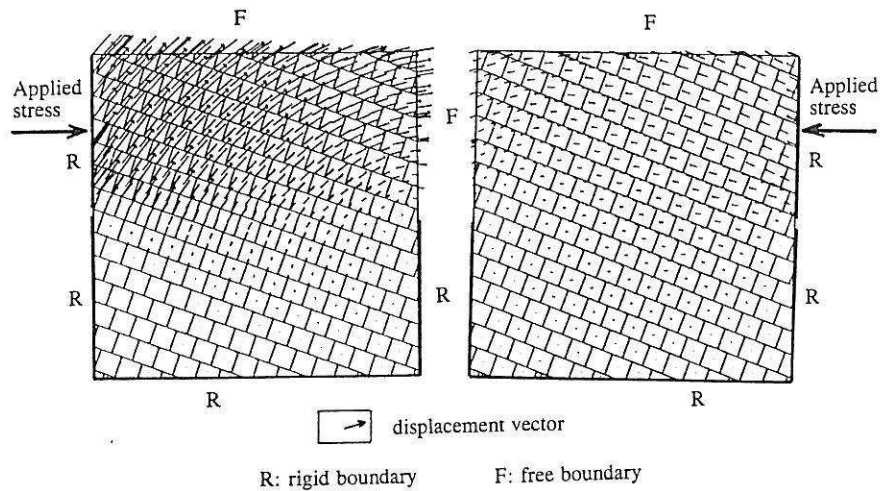 F
F
Applied
stress
F
Applied
stress
R
R
R
R
R
R
R
displacement vector
R: rigid boundary F: free boundary